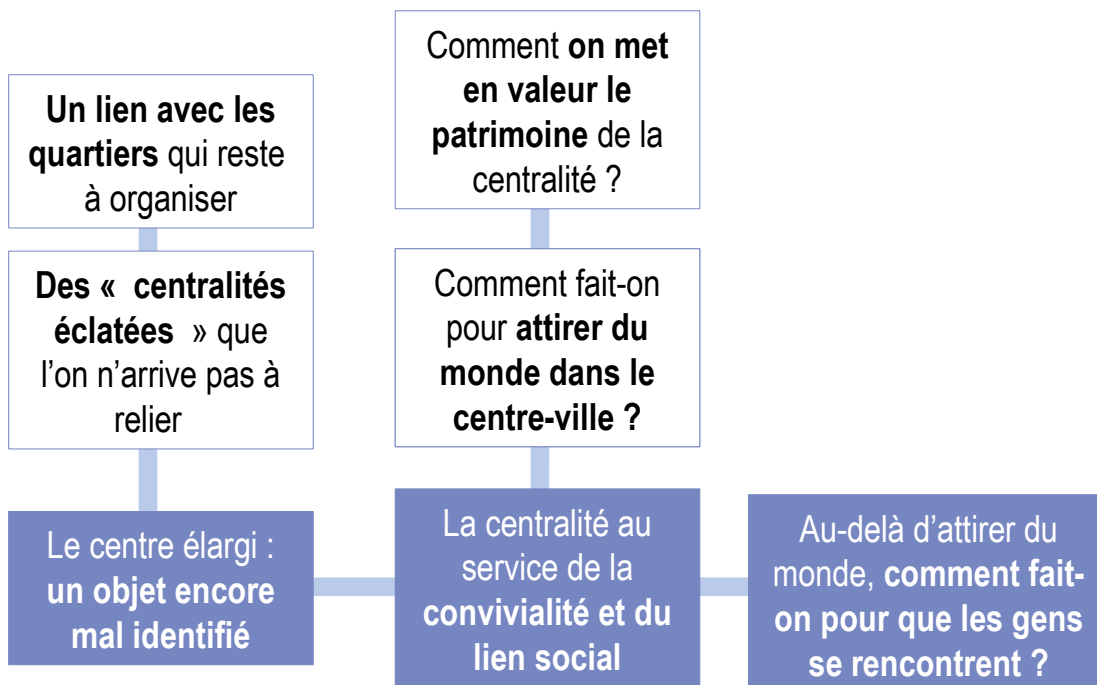 Un lien avec les
quartiers qui reste
à organiser
Des «  centralités
éclatées  » que
l’on n’arrive pas à
relier
Le centre élargi :
un objet encore
mal identifié
Comment on met
en valeur le
patrimoine de la
centralité ?
Comment fait-on
pour attirer du
monde dans le
centre-ville ?
La centralité au
service de la
convivialité et du
lien social
Au-delà d’attirer du
monde, comment fait-
on pour que les gens
se rencontrent ?